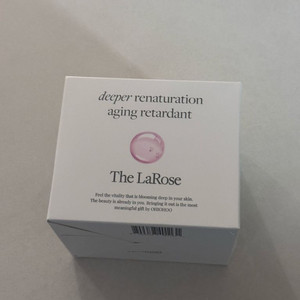 deeper renaturation
aging retardant
The LaRose
Feel the vitality that is blooming deep in your skin.
The beauty is already in you. Bringing it out is the most
meaningful gift by